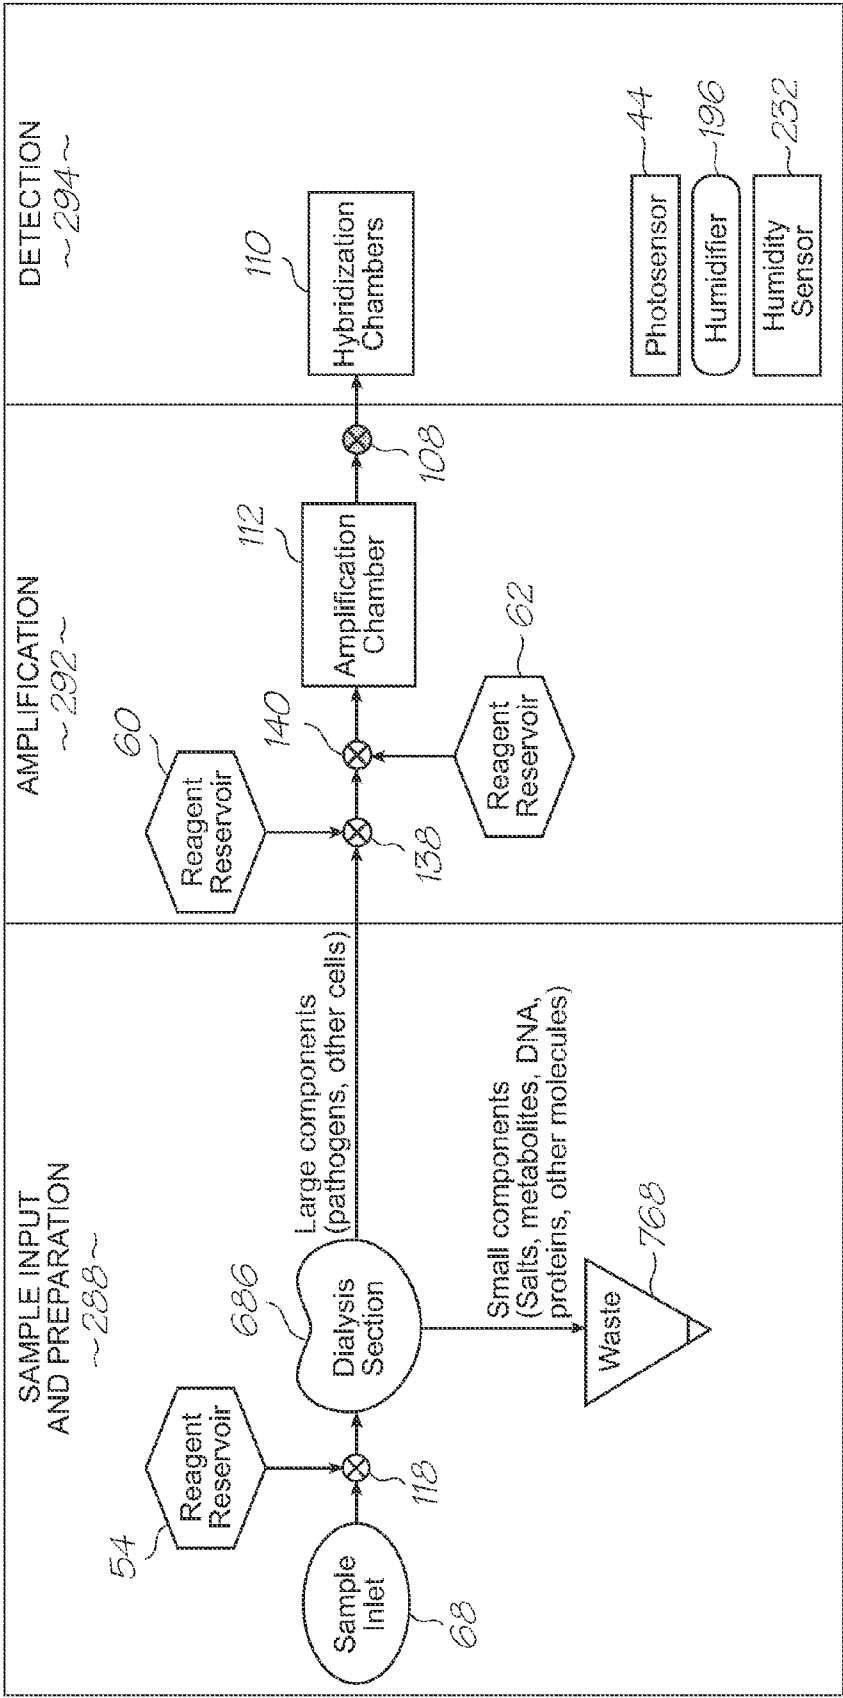 SAMPLE INPUT
AND PREPARATION
~288~
AMPLIFICATION
~292~
DETECTION
~294~
54
Reagent
Reservoir
Sample
Inlet
68
118
686
Dialysis
Section
Large components
(pathogens, other cells)
Small components
(Salts, metabolites, DNA,
proteins, other molecules)
Waste
768
60
Reagent
Reservoir
138
140
Reagent
Reservoir
62
112
Amplification
Chamber
108
110
Hybridization
Chambers
Photosensor
44
Humidifier
196
Humidity
Sensor
232